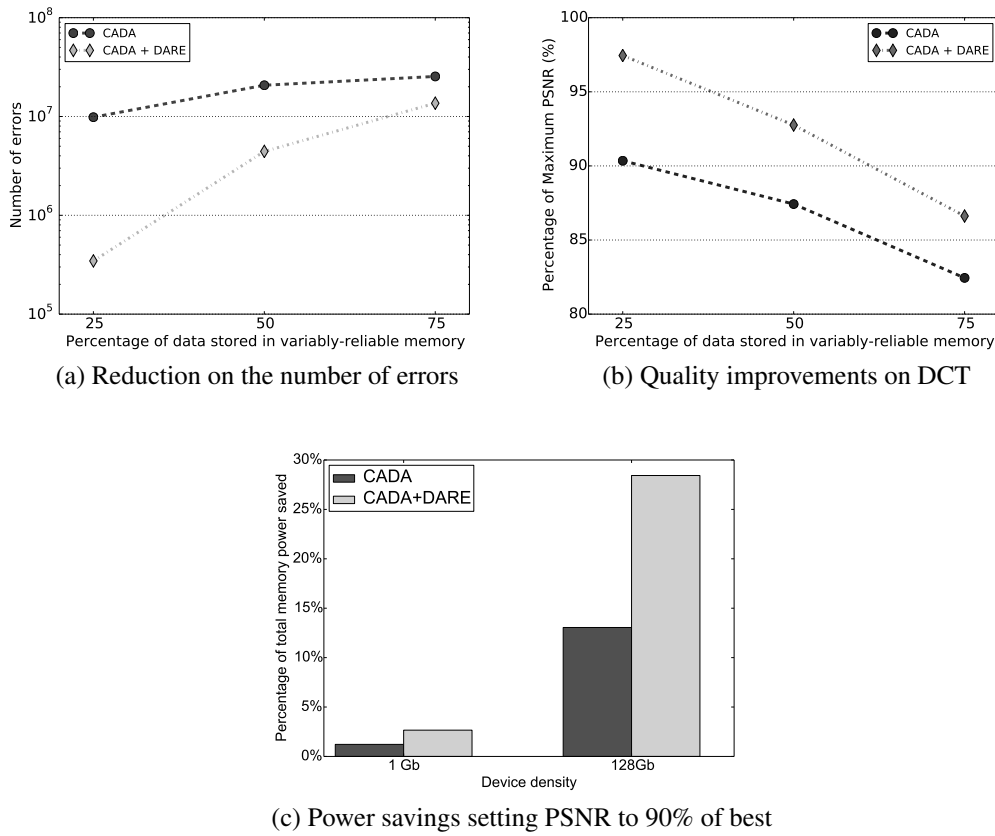 10^8
10^7
10^6
10^5
Number of errors
CADA
CADA + DARE
25
50
75
Percentage of data stored in variably-reliable memory
(a) Reduction on the number of errors
100
95
90
85
80
Percentage of Maximum PSNR (%)
CADA
CADA + DARE
25
50
75
Percentage of data stored in variably-reliable memory
(b) Quality improvements on DCT
30%
25%
20%
15%
10%
5%
0%
Percentage of total memory power saved
CADA
CADA+DARE
1 Gb
128Gb
Device density
(c) Power savings setting PSNR to 90% of best